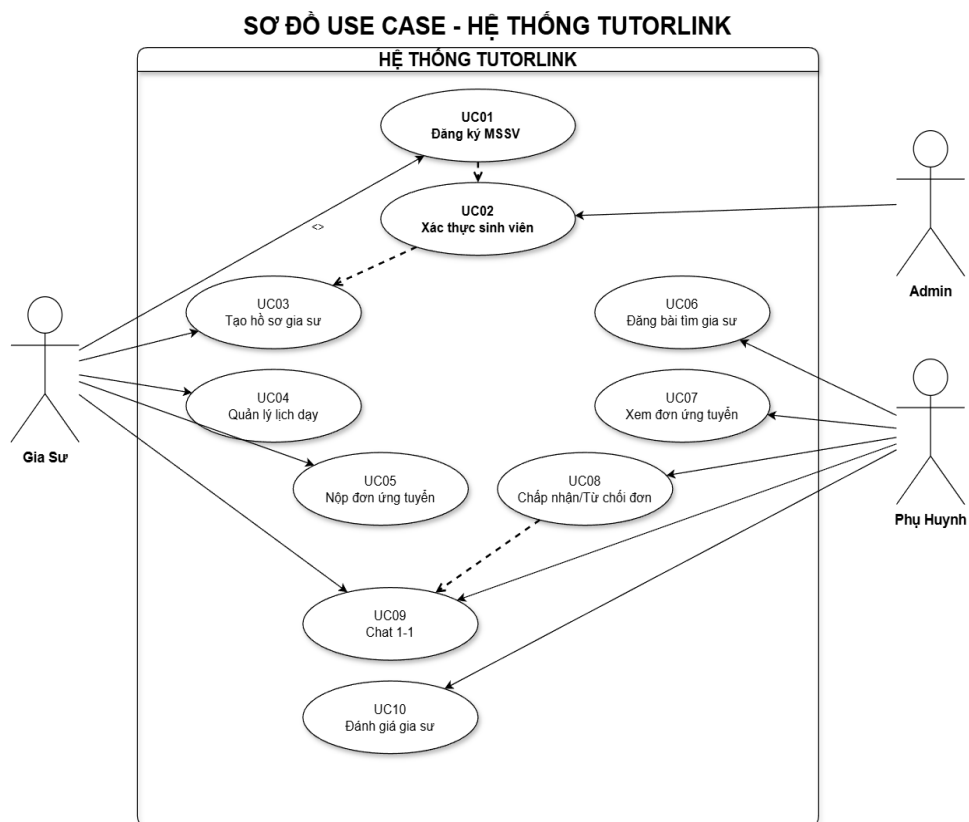 SƠ ĐỒ USE CASE - HỆ THỐNG TUTORLINK
HỆ THỐNG TUTORLINK
UC01
Đăng ký MSSV
UC02
Xác thực sinh viên
<>
Admin
UC03
Tạo hồ sơ gia sư
UC06
Đăng bài tìm gia sư
UC04
Quản lý lịch dạy
UC07
Xem đơn ứng tuyển
Gia Sư
UC05
Nộp đơn ứng tuyển
UC08
Chấp nhận/Từ chối đơn
Phụ Huynh
UC09
Chat 1-1
UC10
Đánh giá gia sư